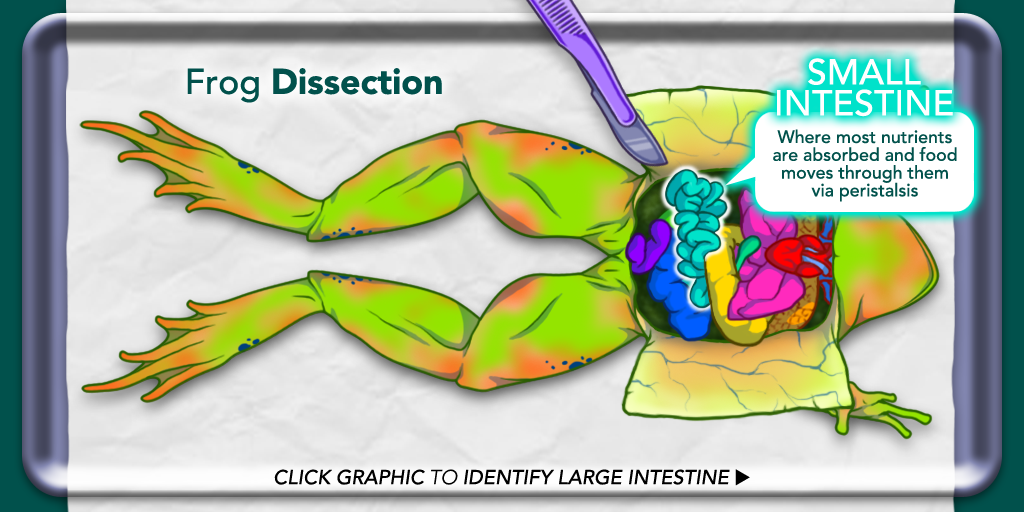 Frog Dissection
SMALL
INTESTINE
Where most nutrients
are absorbed and food
moves through them
via peristalsis
CLICK GRAPHIC TO IDENTIFY LARGE INTESTINE ▶